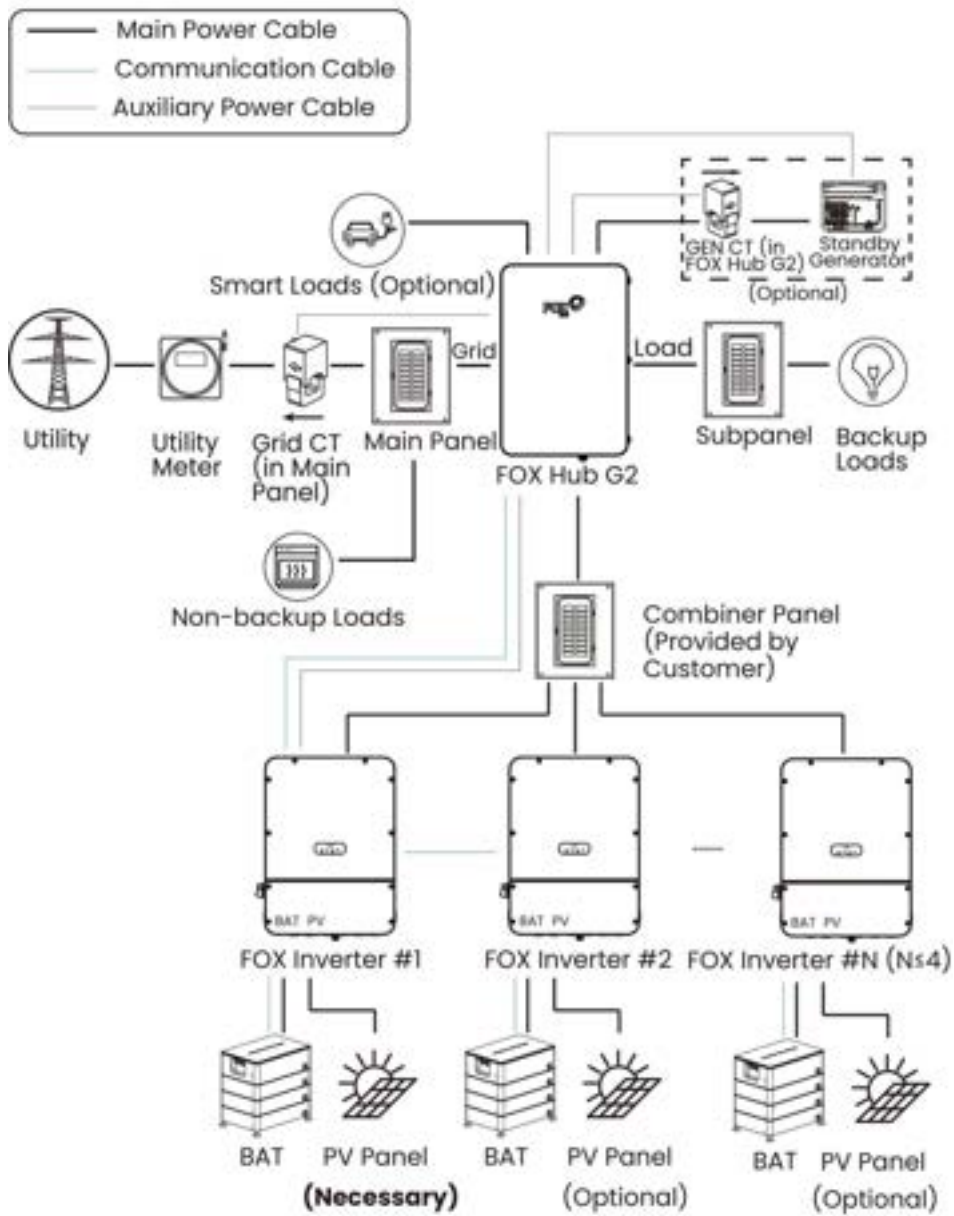 Main Power Cable
Communication Cable
Auxiliary Power Cable
GEN CT (in
FOX Hub G2)
Standby
Generator
(Optional)
Smart Loads (Optional)
Grid
Load
Utility
Utility
Meter
Grid CT
(in Main
Panel)
Main Panel
FOX Hub G2
Subpanel
Backup
Loads
Non-backup Loads
Combiner Panel
(Provided by
Customer)
BAT PV
BAT PV
BAT PV
FOX Inverter #1
FOX Inverter #2
FOX Inverter #N (N≤4)
BAT
PV Panel
(Necessary)
BAT
PV Panel
(Optional)
BAT
PV Panel
(Optional)